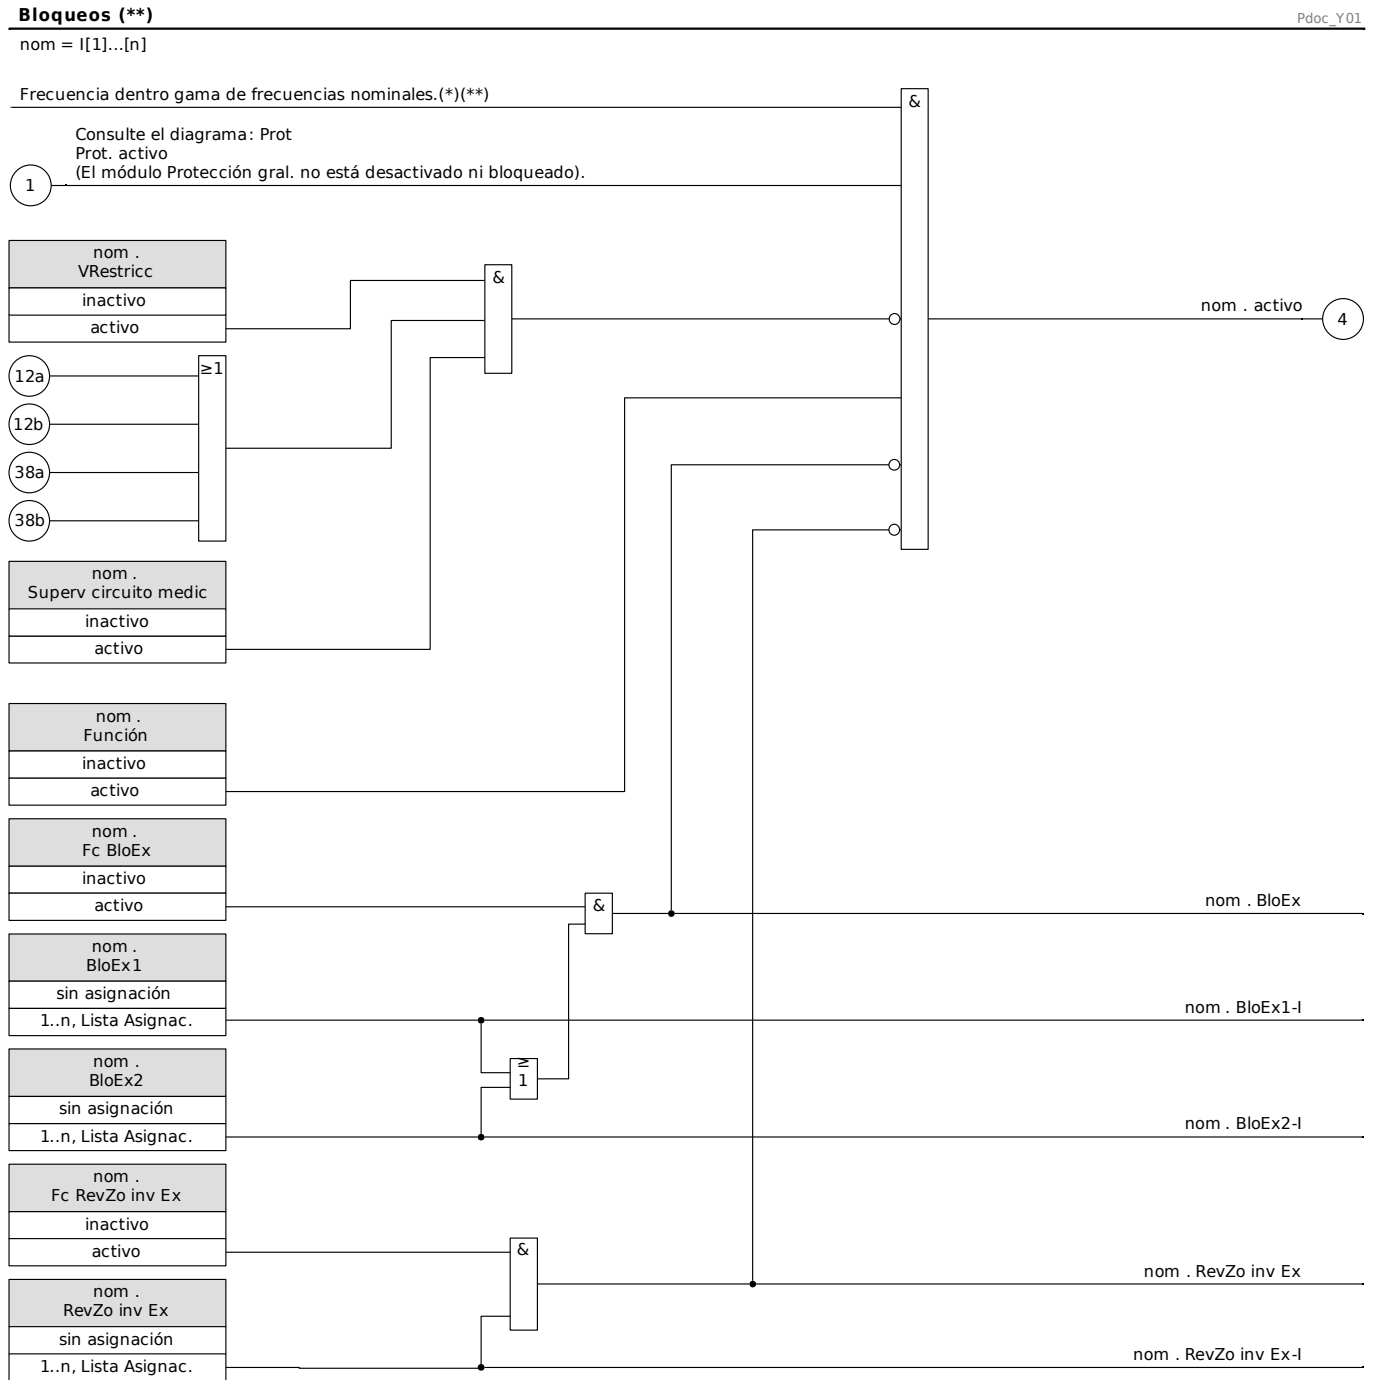 Bloqueos (**)
Pdoc_Y01
nom = I[1]...[n]
Frecuencia dentro gama de frecuencias nominales.(*)(**)
&
Consulte el diagrama: Prot
Prot. activo
(El módulo Protección gral. no está desactivado ni bloqueado).
1
nom .
VRestricc
inactivo
activo
&
nom . activo
4
12a
≥1
12b
38a
38b
nom .
Superv circuito medic
inactivo
activo
nom .
Función
inactivo
activo
nom .
Fc BloEx
inactivo
activo
&
nom . BloEx
nom .
BloEx1
sin asignación
1..n, Lista Asignac.
nom . BloEx1-I
≥
1
nom .
BloEx2
sin asignación
1..n, Lista Asignac.
nom . BloEx2-I
nom .
Fc RevZo inv Ex
inactivo
activo
&
nom . RevZo inv Ex
nom .
RevZo inv Ex
sin asignación
1..n, Lista Asignac.
nom . RevZo inv Ex-I